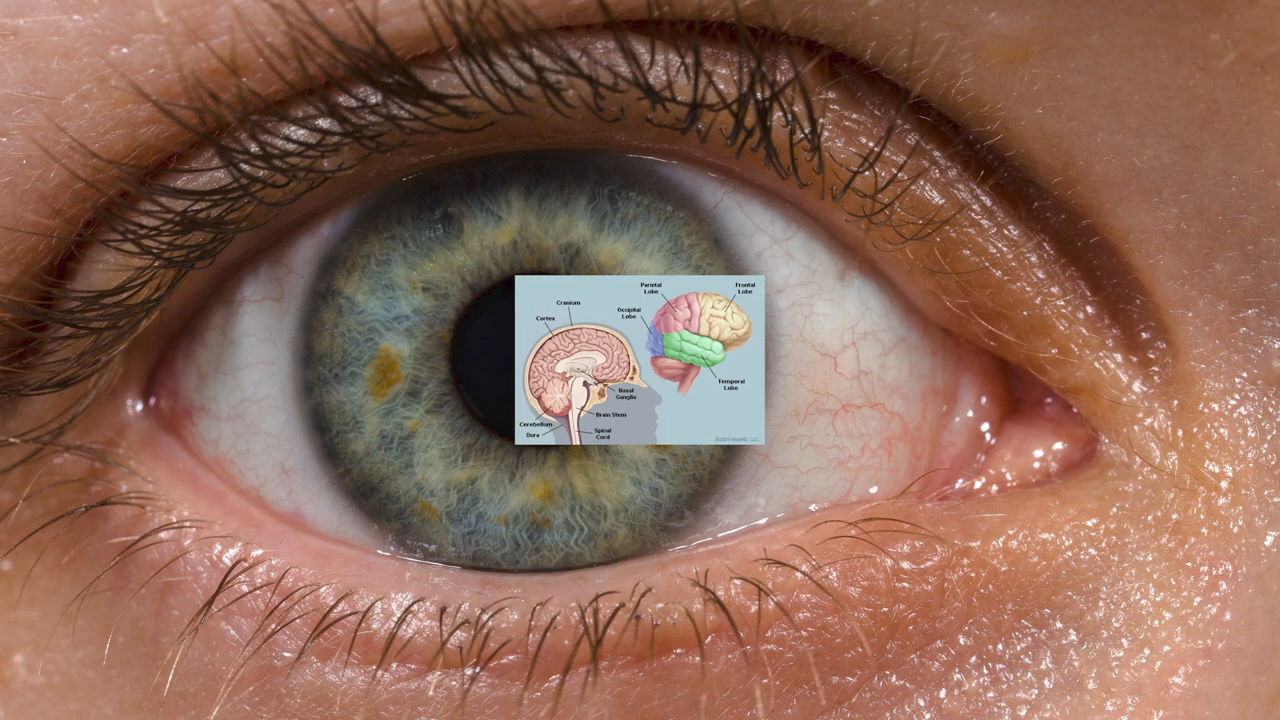 Parietal
Lobe
Frontal
Lobe
Cranium
Occipital
Lobe
Cortex
Temporal
Lobe
Basal
Ganglia
Brain Stem
Cerebellum
Spinal
Cord
Dura